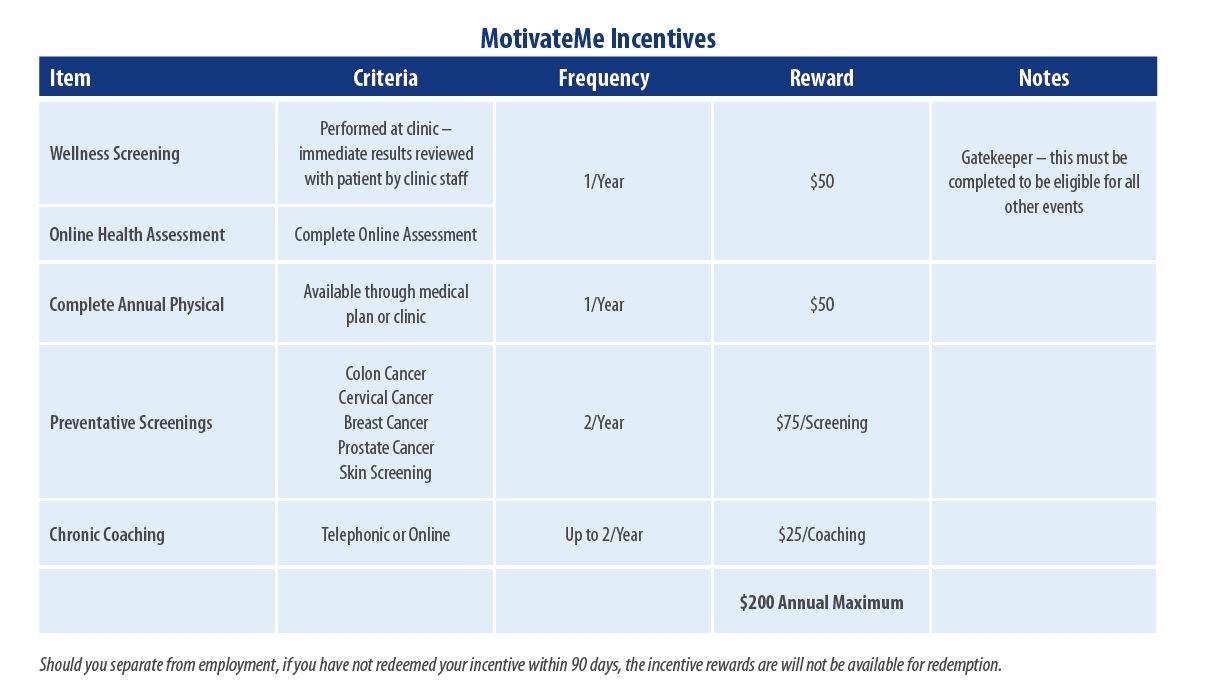 MotivateMe Incentives
Item Criteria Frequency Reward Notes
Wellness Screening
Performed at clinic –
immediate results reviewed
with patient by clinic staff
1/Year
$50
Gatekeeper – this must be
completed to be eligible for all
other events
Online Health Assessment
Complete Online Assessment
Complete Annual Physical
Available through medical
plan or clinic
1/Year
$50
Preventative Screenings
Colon Cancer
Cervical Cancer
Breast Cancer
Prostate Cancer
Skin Screening
2/Year
$75/Screening
Chronic Coaching
Telephonic or Online
Up to 2/Year
$25/Coaching
$200 Annual Maximum
Should you separate from employment, if you have not redeemed your incentive within 90 days, the incentive rewards are will not be available for redemption.